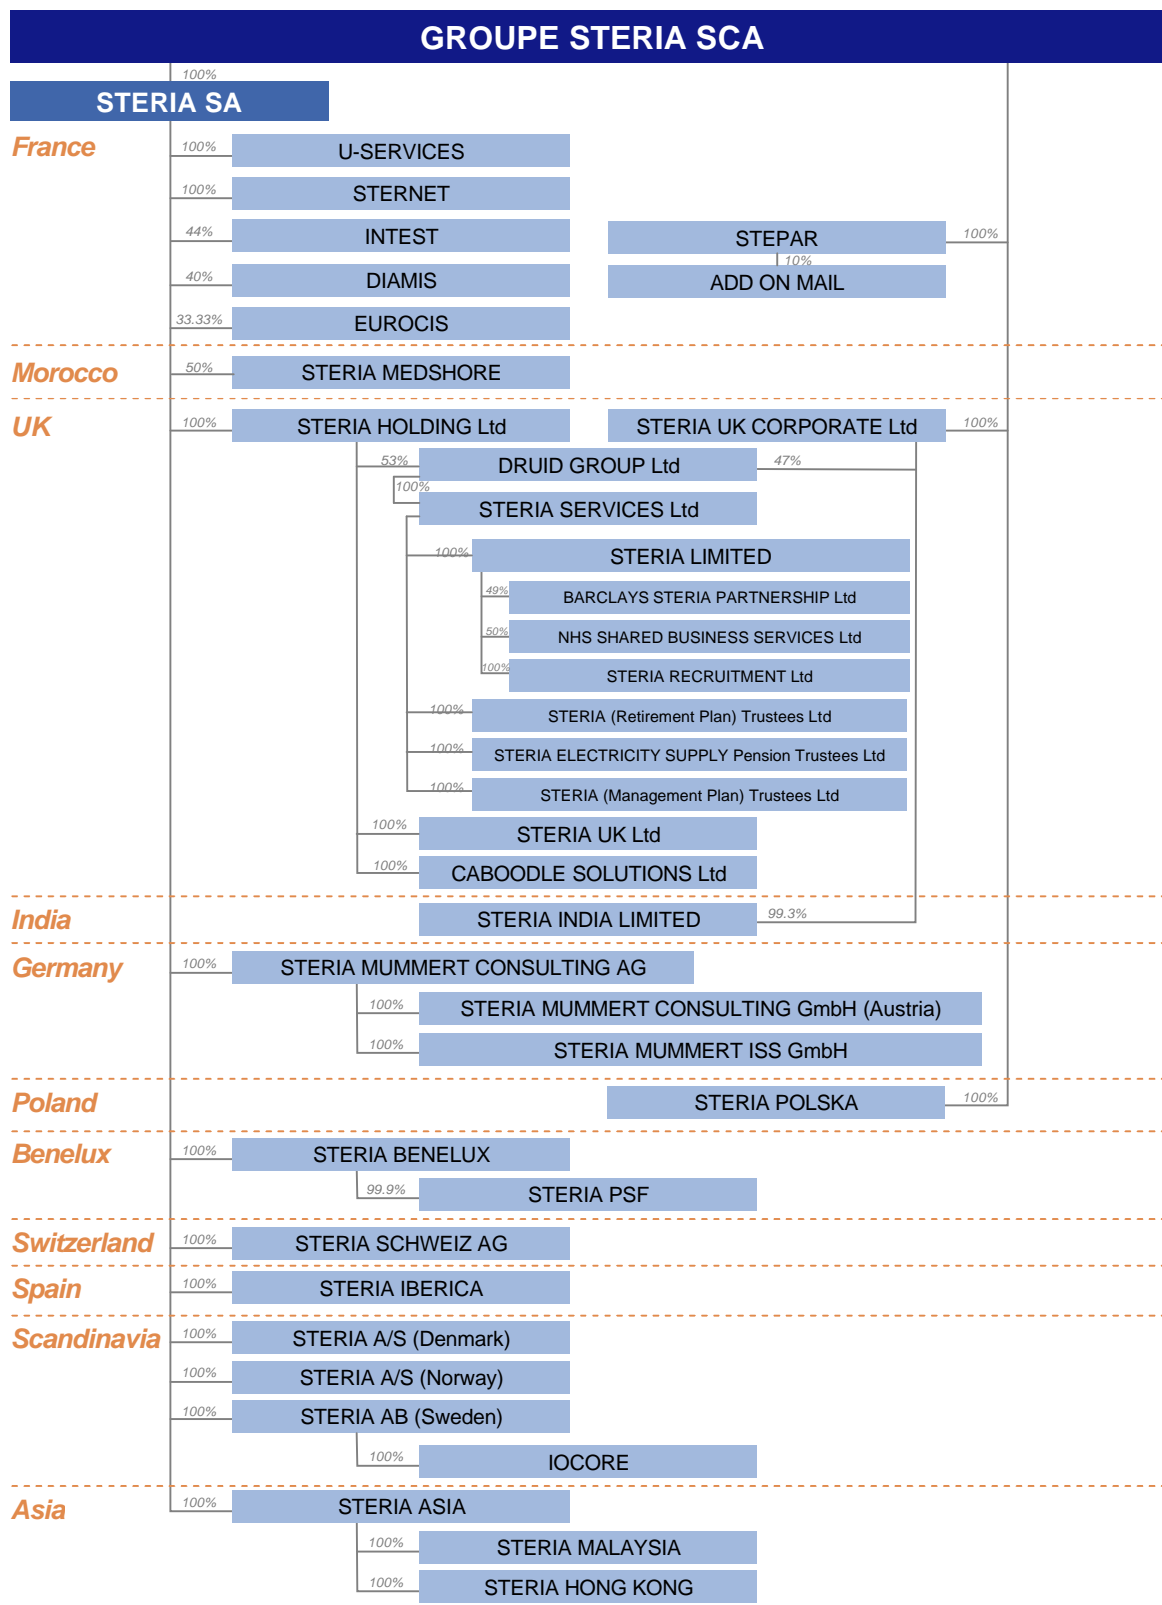 GROUPE STERIA SCA
100%
STERIA SA
France
100%
U-SERVICES
100%
STERNET
44%
INTEST
STEPAR
100%
10%
40%
DIAMIS
ADD ON MAIL
33.33%
EUROCIS
Morocco
50%
STERIA MEDSHORE
UK
100%
STERIA HOLDING Ltd
STERIA UK CORPORATE Ltd
100%
53%
DRUID GROUP Ltd
47%
100%
STERIA SERVICES Ltd
100%
STERIA LIMITED
49%
BARCLAYS STERIA PARTNERSHIP Ltd
50%
NHS SHARED BUSINESS SERVICES Ltd
100%
STERIA RECRUITMENT Ltd
100%
STERIA (Retirement Plan) Trustees Ltd
100%
STERIA ELECTRICITY SUPPLY Pension Trustees Ltd
100%
STERIA (Management Plan) Trustees Ltd
100%
STERIA UK Ltd
100%
CABOODLE SOLUTIONS Ltd
India
STERIA INDIA LIMITED
99.3%
Germany
100%
STERIA MUMMERT CONSULTING AG
100%
STERIA MUMMERT CONSULTING GmbH (Austria)
100%
STERIA MUMMERT ISS GmbH
Poland
STERIA POLSKA
100%
Benelux
100%
STERIA BENELUX
99.9%
STERIA PSF
Switzerland
100%
STERIA SCHWEIZ AG
Spain
100%
STERIA IBERICA
Scandinavia
100%
STERIA A/S (Denmark)
100%
STERIA A/S (Norway)
100%
STERIA AB (Sweden)
100%
IOCORE
Asia
100%
STERIA ASIA
100%
STERIA MALAYSIA
100%
STERIA HONG KONG